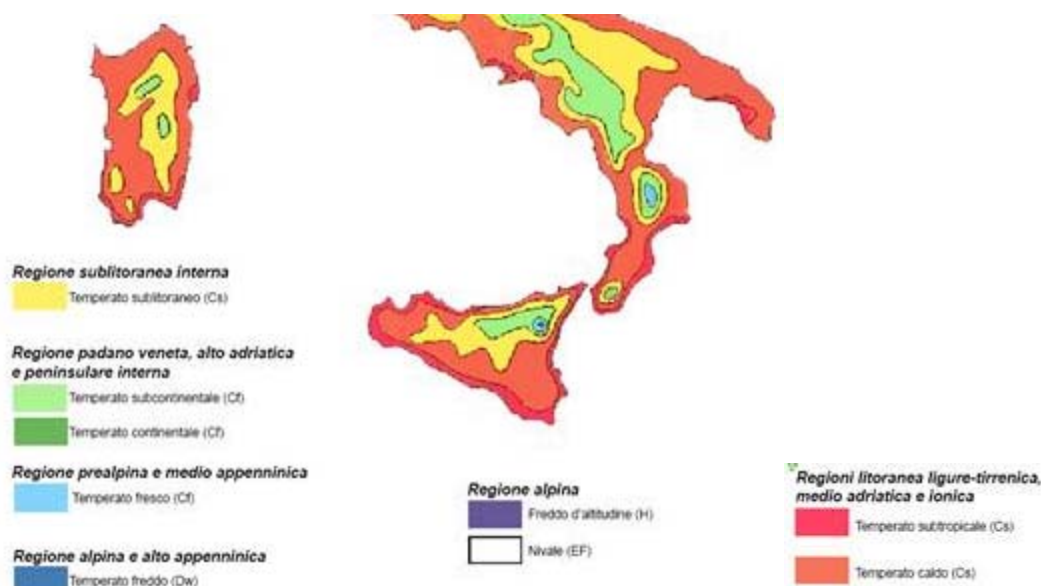 Regione sublitoranea interna
Temperato sublitoraneo (Cs)
Regione padano veneta, alto adriatica
e peninsulare interna
Temperato subcontinentale (Cf)
Temperato continentale (Cf)
Regione prealpina e medio appenninica
Temperato fresco (Cf)
Regione alpina e alto appenninica
Temperato freddo (Dw)
Regione alpina
Freddo d'altitudine (H)
Nivale (EF)
Regioni litoranea ligure-tirrenica,
medio adriatica e ionica
Temperato subtropicale (Cs)
Temperato caldo (Cs)